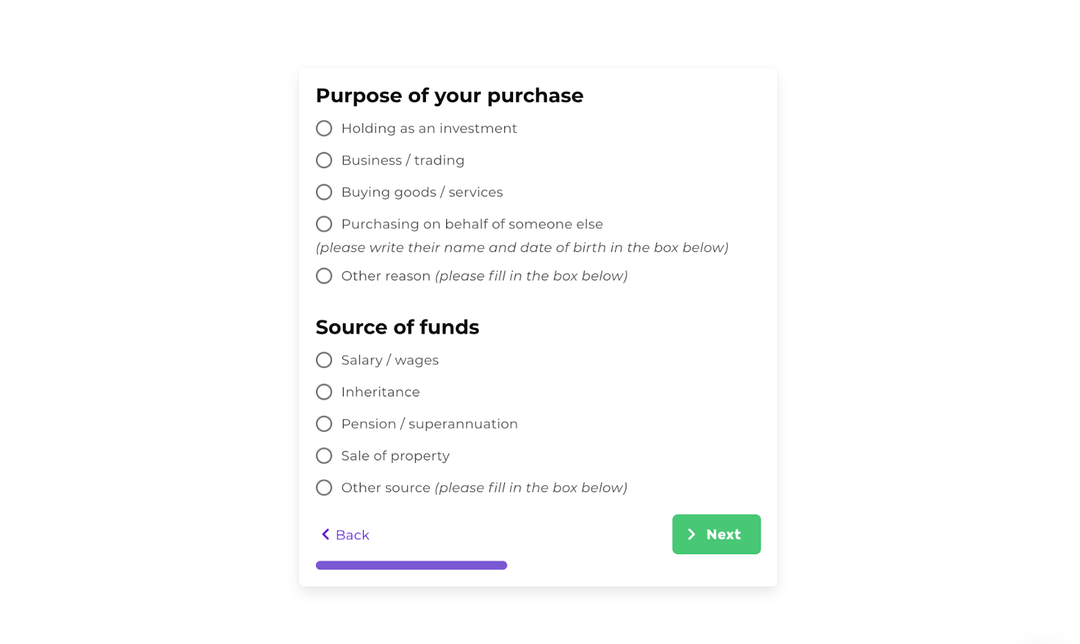 Purpose of your purchase
Holding as an investment
Business / trading
Buying goods / services
Purchasing on behalf of someone else
(please write their name and date of birth in the box below)
Other reason (please fill in the box below)
Source of funds
Salary / wages
Inheritance
Pension / superannuation
Sale of property
Other source (please fill in the box below)
Back
Next